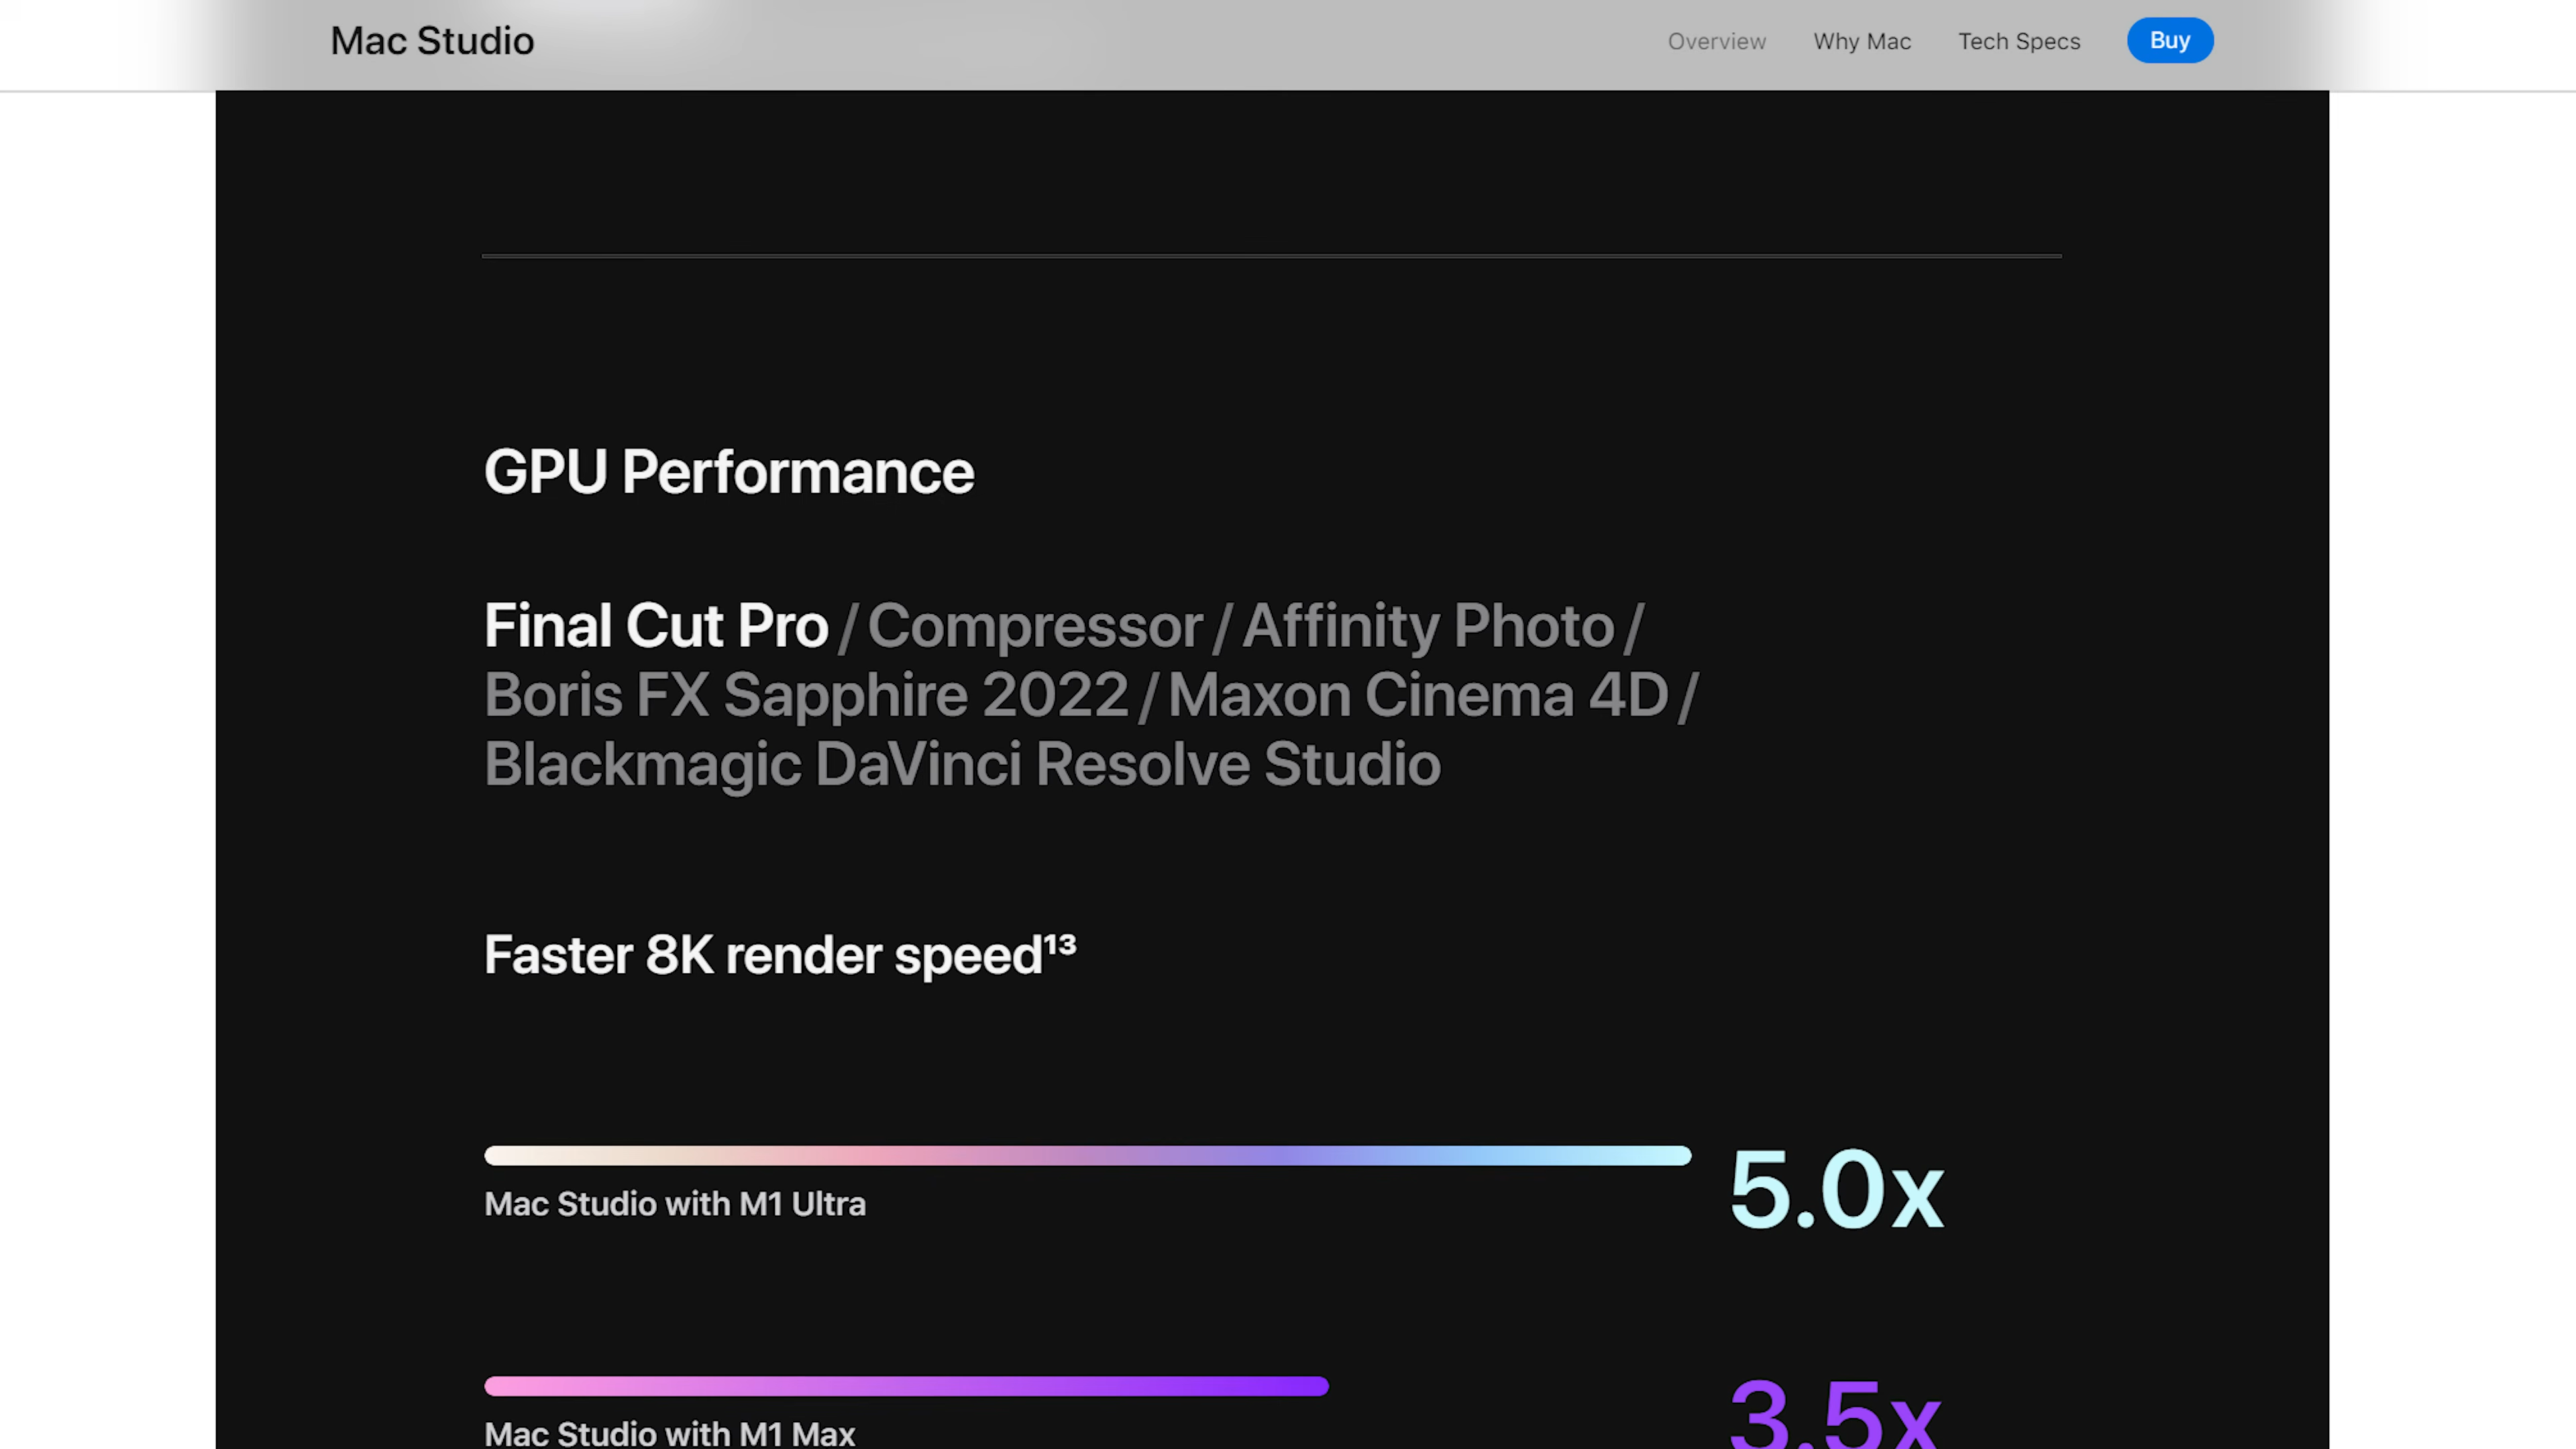 Mac Studio
Overview Why Mac Tech Specs Buy
GPU Performance
Final Cut Pro / Compressor / Affinity Photo /
Boris FX Sapphire 2022 / Maxon Cinema 4D /
Blackmagic DaVinci Resolve Studio
Faster 8K render speed¹³
5.0x
Mac Studio with M1 Ultra
3.5x
Mac Studio with M1 Max